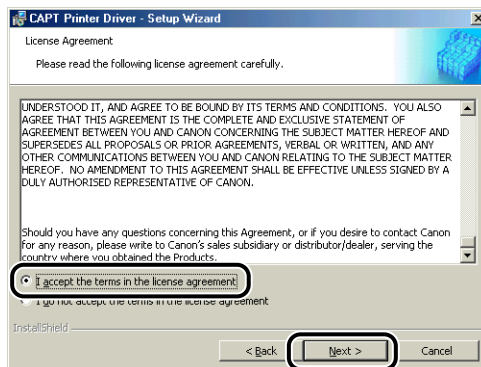 CAPT Printer Driver - Setup Wizard
License Agreement
Please read the following license agreement carefully.
UNDERSTOOD IT, AND AGREE TO BE BOUND BY ITS TERMS AND CONDITIONS. YOU ALSO
AGREE THAT THIS AGREEMENT IS THE COMPLETE AND EXCLUSIVE STATEMENT OF
AGREEMENT BETWEEN YOU AND CANON CONCERNING THE SUBJECT MATTER HEREOF AND
SUPERSEDES ALL PROPOSALS OR PRIOR AGREEMENTS, VERBAL OR WRITTEN, AND ANY
OTHER COMMUNICATIONS BETWEEN YOU AND CANON RELATING TO THE SUBJECT MATTER
HEREOF. NO AMENDMENT TO THIS AGREEMENT SHALL BE EFFECTIVE UNLESS SIGNED BY A
DULY AUTHORISED REPRESENTATIVE OF CANON.
Should you have any questions concerning this Agreement, or if you desire to contact Canon
for any reason, please write to Canon's sales subsidiary or distributor/dealer, serving the
country where you obtained the Products.
I accept the terms in the license agreement
I do not accept the terms in the license agreement
InstallShield
< Back
Next >
Cancel